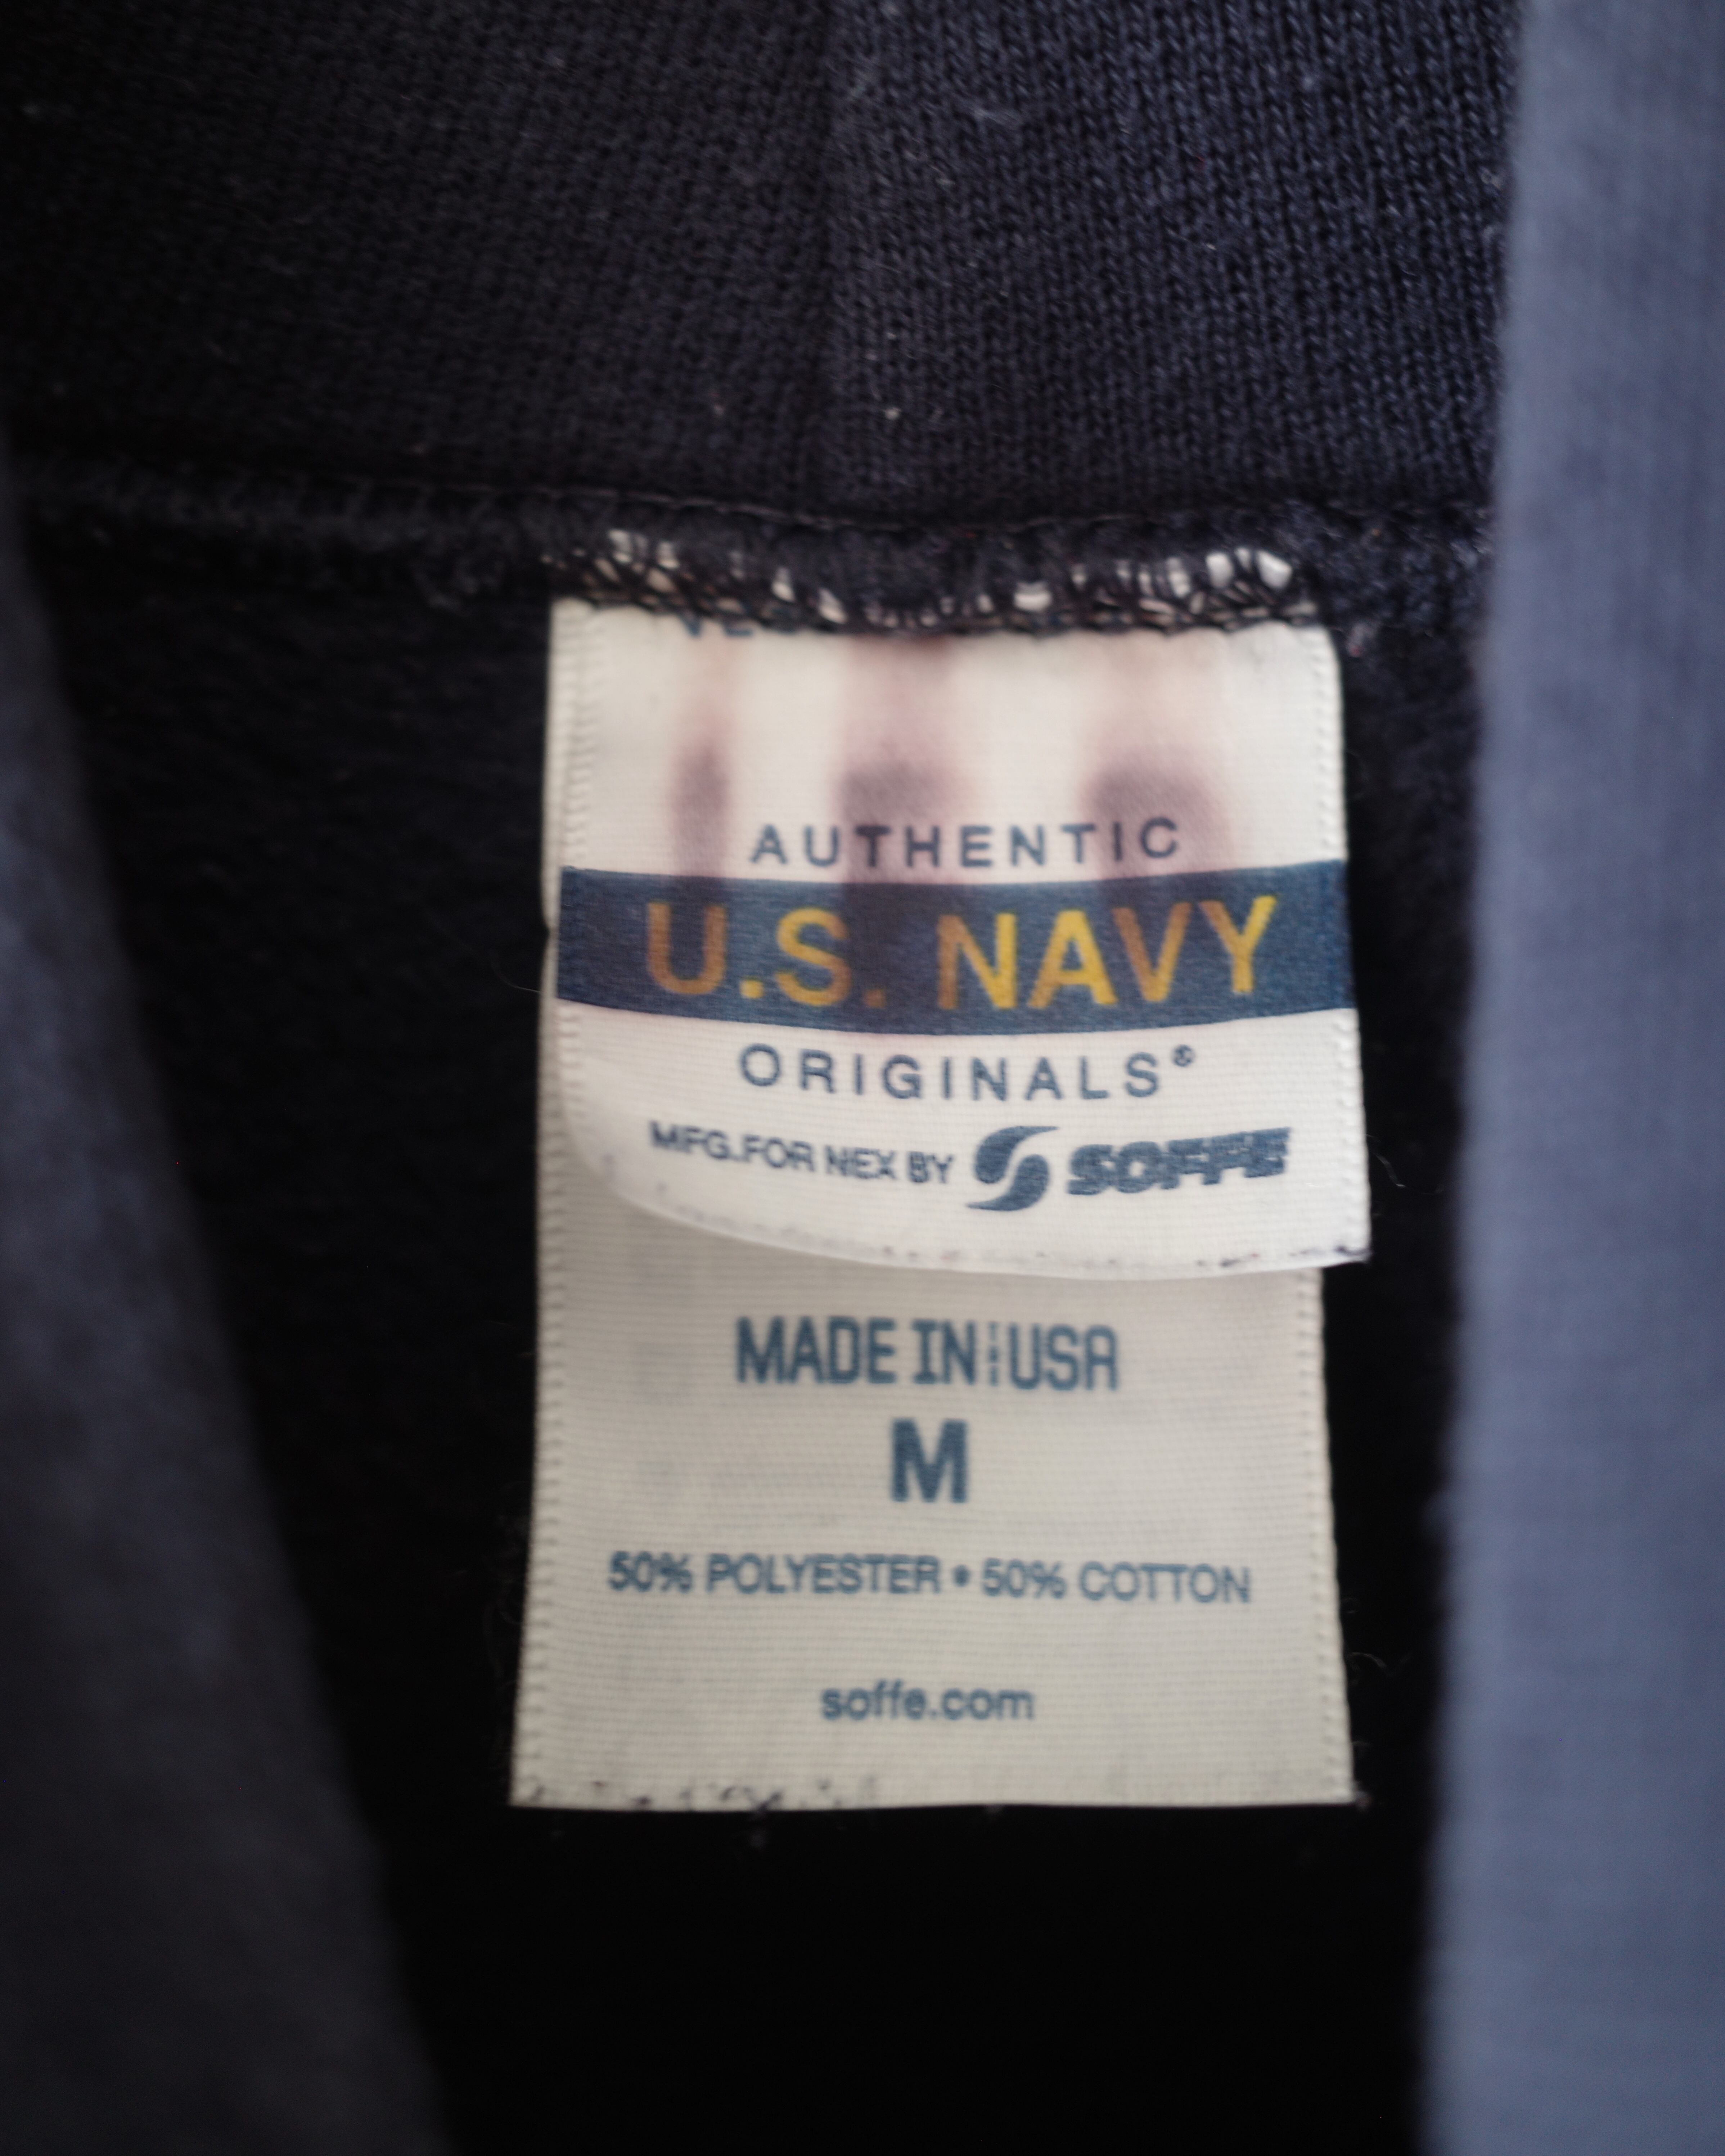 AUTHENTIC
U.S. NAVY
ORIGINALS®
MFG.FOR NEX BY SOFFE
MADE IN USA
M
50% POLYESTER • 50% COTTON
soffe.com